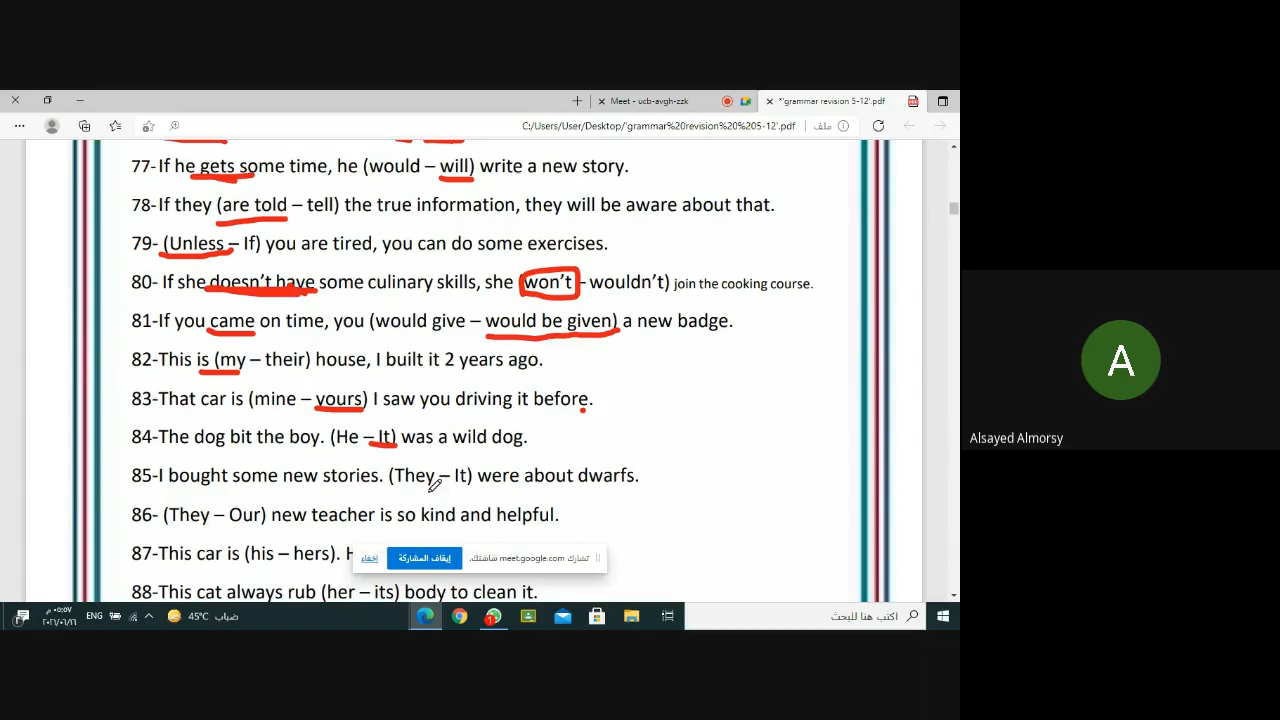 Meet - ucb-avgh-zzk
*'grammar revision 5-12'.pdf
C:/Users/User/Desktop/'grammar%20revision%20%205-12'.pdf
ملف
77-If he gets some time, he (would – will) write a new story.
78-If they (are told – tell) the true information, they will be aware about that.
79- (Unless – If) you are tired, you can do some exercises.
80- If she doesn't have some culinary skills, she (won't – wouldn't) join the cooking course.
81-If you came on time, you (would give – would be given) a new badge.
82-This is (my – their) house, I built it 2 years ago.
83-That car is (mine – yours) I saw you driving it before.
84-The dog bit the boy. (He – It) was a wild dog.
85-I bought some new stories. (They – It) were about dwarfs.
86- (They – Our) new teacher is so kind and helpful.
87-This car is (his – hers). H
88-This cat always rub (her – its) body to clean it.
تشارك meet.google.com شاشتك.
إيقاف المشاركة
إخفاء
A
Alsayed Almorsy
ENG
45°C ضباب
1
اكتب هنا للبحث